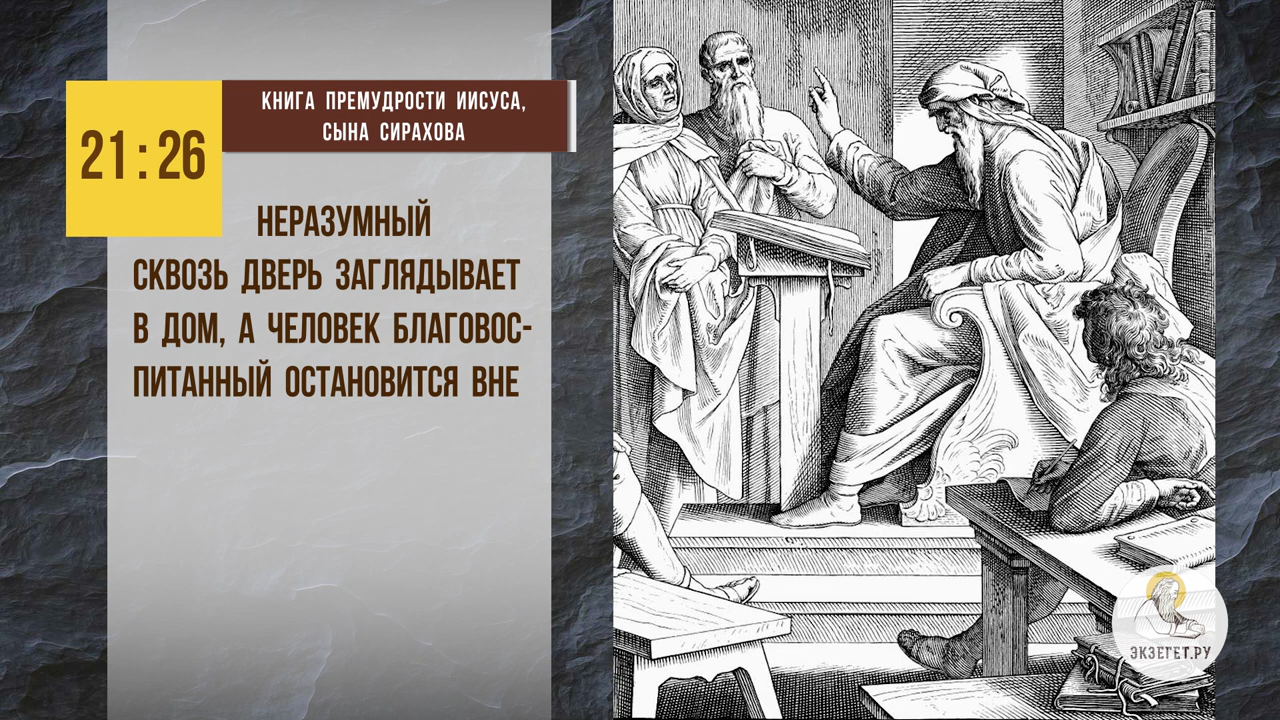 21:26
КНИГА ПРЕМУДРОСТИ ИИСУСА,
СЫНА СИРАХОВА
НЕРАЗУМНЫЙ
СКВОЗЬ ДВЕРЬ ЗАГЛЯДЫВАЕТ
В ДОМ, А ЧЕЛОВЕК БЛАГОВОС-
ПИТАННЫЙ ОСТАНОВИТСЯ ВНЕ
ЭКЗЕГЕТ.РУ